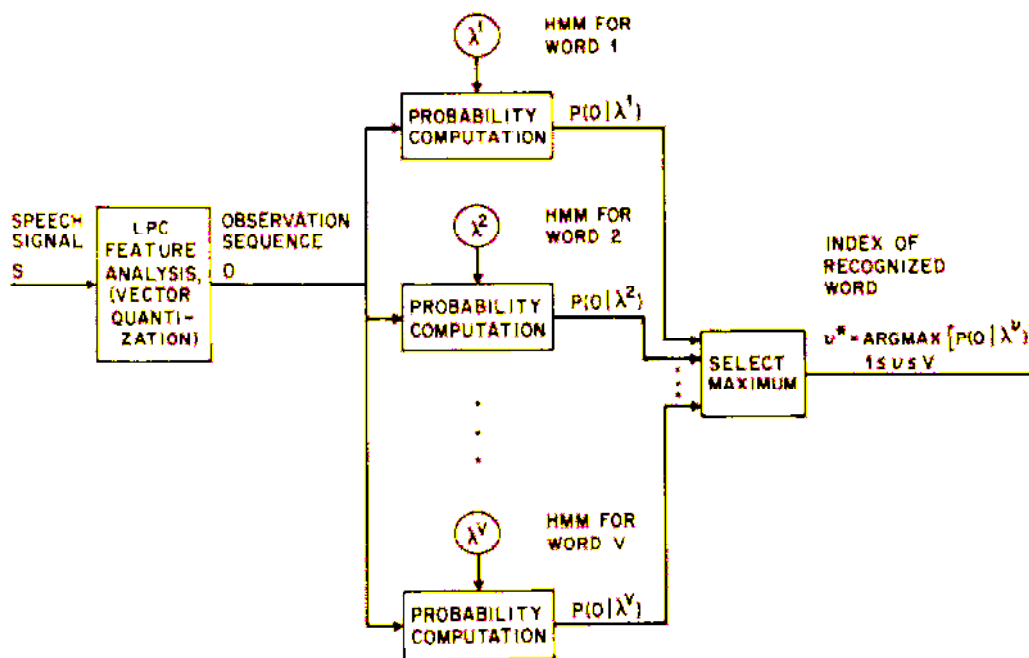 λ¹
HMM FOR
WORD 1
PROBABILITY
COMPUTATION
P(O|λ¹)
SPEECH
SIGNAL
S
LPC
FEATURE
ANALYSIS,
(VECTOR
QUANTI-
ZATION)
OBSERVATION
SEQUENCE
O
λ²
HMM FOR
WORD 2
PROBABILITY
COMPUTATION
P(O|λ²)
INDEX OF
RECOGNIZED
WORD
SELECT
MAXIMUM
υ* = ARGMAX [P(O|λ^υ)
1 ≤ υ ≤ V
λ^V
HMM FOR
WORD V
PROBABILITY
COMPUTATION
P(O|λ^V)